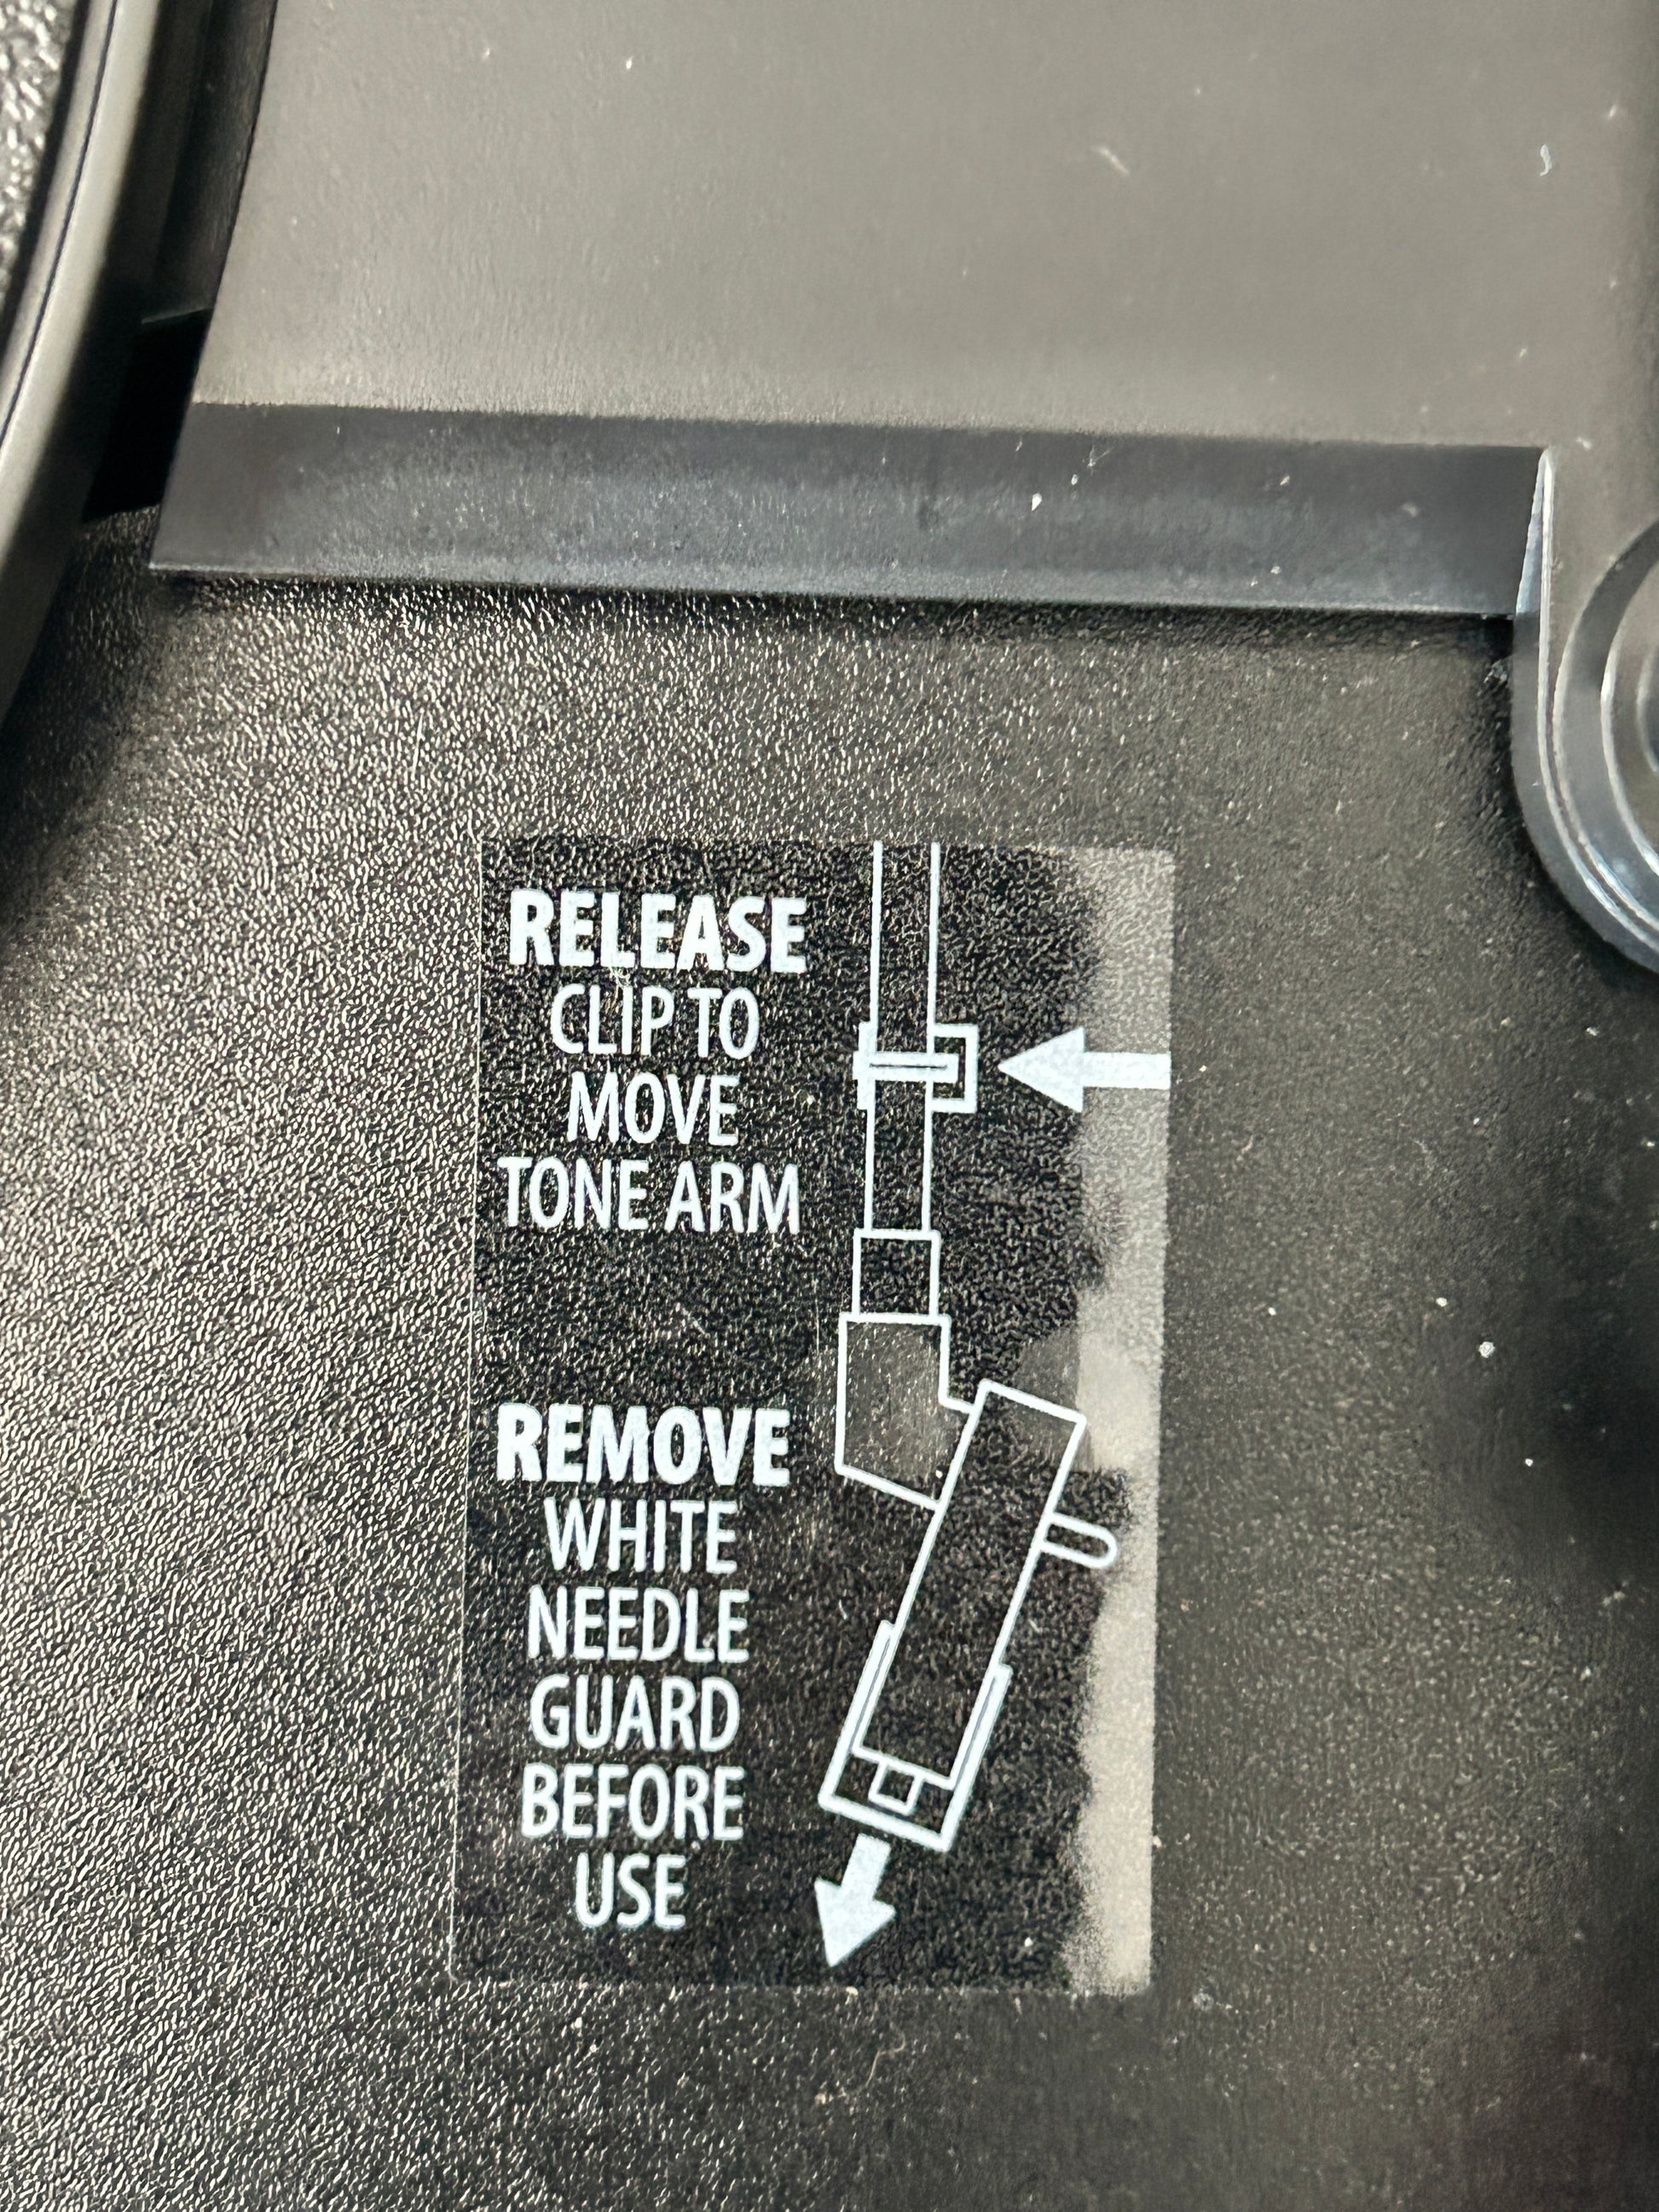 RELEASE
CLIP TO
MOVE
TONE ARM
REMOVE
WHITE
NEEDLE
GUARD
BEFORE
USE